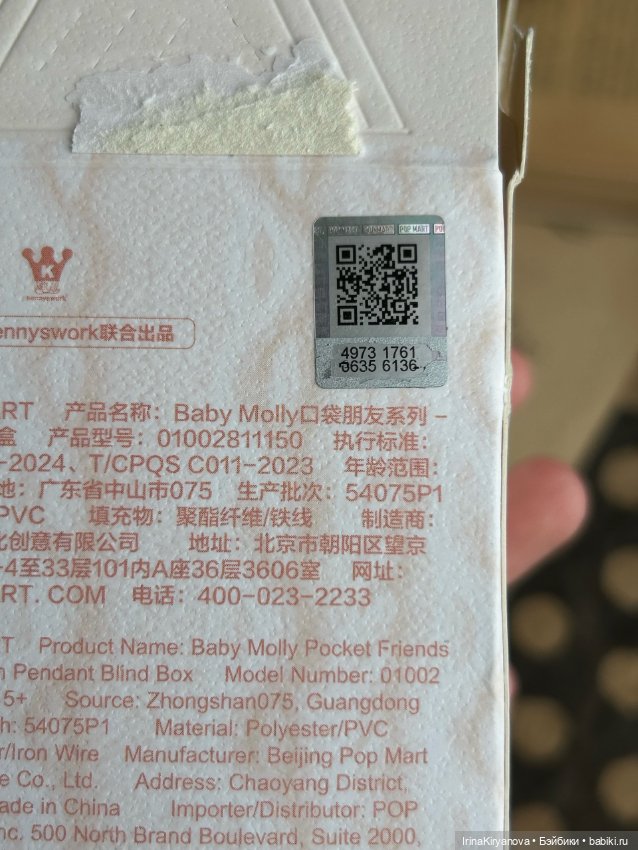 POP MART
K
kennyswork
4973 1761
0635 6136
ennyswork联合出品
ART 产品名称：Baby Molly口袋朋友系列－
盒 产品型号：01002811150 执行标准：
-2024、T/CPQS C011-2023 年龄范围：
地：广东省中山市075 生产批次：54075P1
PVC 填充物：聚酯纤维/铁线 制造商：
化创意有限公司 地址：北京市朝阳区望京
-4至33层101内A座36层3606室 网址：
ART. COM 电话：400-023-2233
T Product Name: Baby Molly Pocket Friends
n Pendant Blind Box Model Number: 01002
5+ Source: Zhongshan075, Guangdong
h: 54075P1 Material: Polyester/PVC
r/Iron Wire Manufacturer: Beijing Pop Mart
e Co., Ltd. Address: Chaoyang District,
ade in China Importer/Distributor: POP
nc. 500 North Brand Boulevard, Suite 2000,
IrinaKiryanova • Бэйбики • babiki.ru